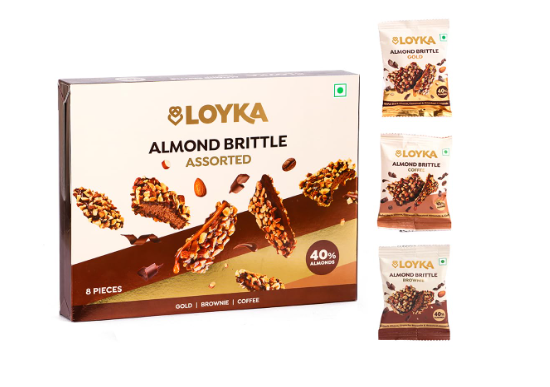 LOYKA
ALMOND BRITTLE
ASSORTED
40%
ALMONDS
8 PIECES
GOLD | BROWNIE | COFFEE
LOYKA
ALMOND BRITTLE
GOLD
40%
LOYKA
ALMOND BRITTLE
COFFEE
LOYKA
ALMOND BRITTLE
BROWNIE
40%